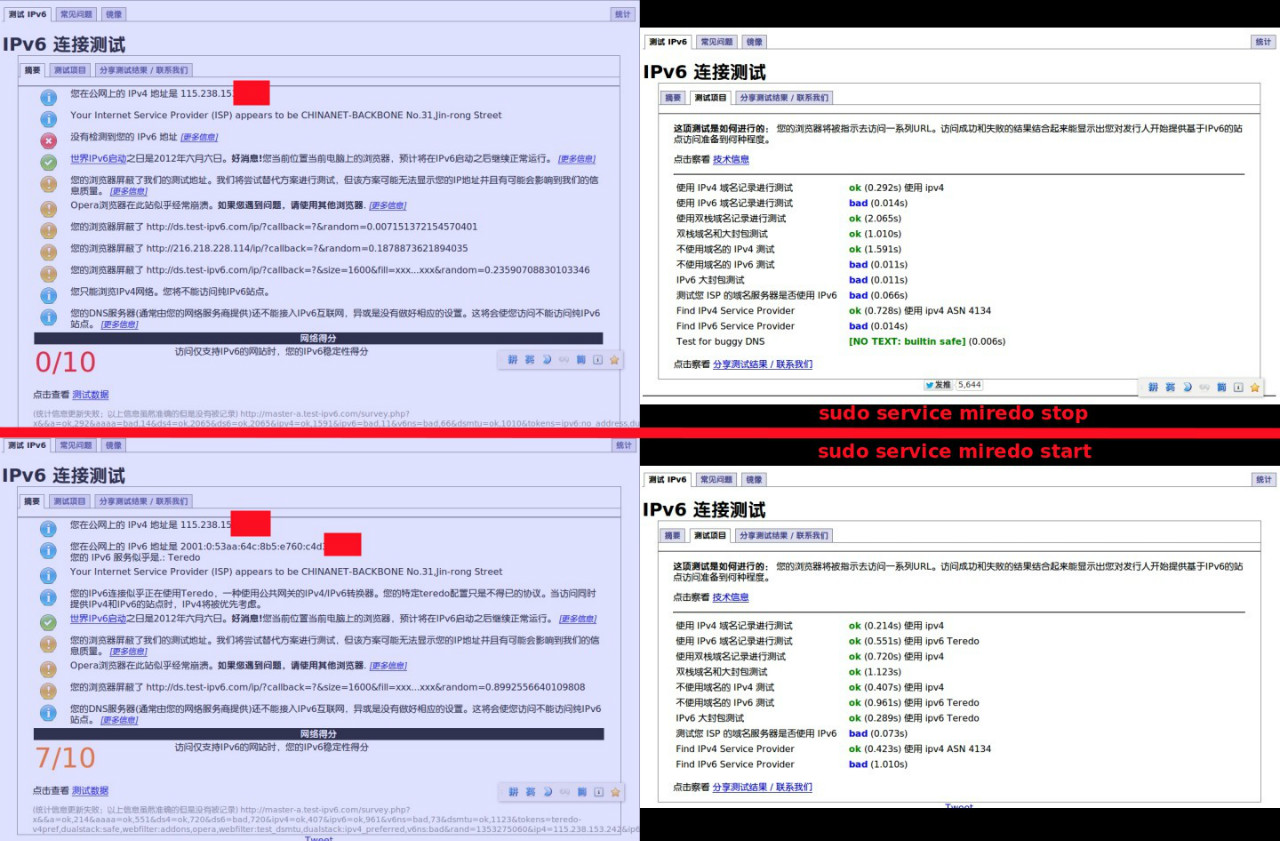 测试 IPv6 常见问题 镜像 统计
IPv6 连接测试
摘要 测试项目 分享测试结果 / 联系我们
您在公网上的 IPv4 地址是 115.238.15
Your Internet Service Provider (ISP) appears to be CHINANET-BACKBONE No.31,Jin-rong Street
没有检测到您的 IPv6 地址 [更多信息]
世界IPv6启动之日是2012年六月六日。好消息!您当前位置当前电脑上的浏览器，预计将在IPv6启动之后继续正常运行。 [更多信息]
您的浏览器屏蔽了我们的测试地址。我们将尝试替代方案进行测试，但该方案可能无法显示您的IP地址并且有可能会影响到我们的信
息质量。 [更多信息]
Opera浏览器在此站似乎经常崩溃。如果您遇到问题，请使用其他浏览器. [更多信息]
您的浏览器屏蔽了 http://ds.test-ipv6.com/ip/?callback=?&random=0.007151372154570401
您的浏览器屏蔽了 http://216.218.228.114/ip/?callback=?&random=0.1878873621894035
您的浏览器屏蔽了 http://ds.test-ipv6.com/ip/?callback=?&size=1600&fill=xxx...xxx&random=0.23590708830103346
您只能浏览IPv4网络。您将不能访问纯IPv6站点。
您的DNS服务器(通常由您的网络服务商提供)还不能接入IPv6互联网，异或是没有做好相应的设置。这将会使您不能访问纯IPv6
站点。 [更多信息]
网络得分
0/10 访问仅支持IPv6的网站时，您的IPv6稳定性得分
拼 英
简
点击查看 测试数据
(统计信息更新失败；以上信息虽然准确的但是没有被记录) http://master-a.test-ipv6.com/survey.php?
x&&a=ok,292&aaaa=bad,14&ds4=ok,2065&ds6=ok,2065&ipv4=ok,1591&ipv6=bad,11&v6ns=bad,66&dsmtu=ok,1010&tokens=ipv6:no_address,du
测试 IPv6 常见问题 镜像 统计
IPv6 连接测试
摘要 测试项目 分享测试结果 / 联系我们
这项测试是如何进行的： 您的浏览器将被指示去访问一系列URL。访问成功和失败的结果结合起来能显示出您对发行人开始提供基于IPv6的站
点访问准备到何种程度。
点击察看 技术信息
使用 IPv4 域名记录进行测试 ok (0.292s) 使用 ipv4
使用 IPv6 域名记录进行测试 bad (0.014s)
使用双栈域名记录进行测试 ok (2.065s)
双栈域名和大封包测试 ok (1.010s)
不使用域名的 IPv4 测试 ok (1.591s)
不使用域名的 IPv6 测试 bad (0.011s)
IPv6 大封包测试 bad (0.011s)
测试您 ISP 的域名服务器是否使用 IPv6 bad (0.066s)
Find IPv4 Service Provider ok (0.728s) 使用 ipv4 ASN 4134
Find IPv6 Service Provider bad (0.014s)
Test for buggy DNS [NO TEXT: builtin safe] (0.006s)
点击察看 分享测试结果 / 联系我们
发推 5,644
拼 英 简
sudo service miredo stop
sudo service miredo start
测试 IPv6 常见问题 镜像 统计
IPv6 连接测试
摘要 测试项目 分享测试结果 / 联系我们
您在公网上的 IPv4 地址是 115.238.15
您在公网上的 IPv6 地址是 2001:0:53aa:64c:8b5:e760:c4d
您的 IPv6 服务似乎是.: Teredo
Your Internet Service Provider (ISP) appears to be CHINANET-BACKBONE No.31,Jin-rong Street
您的IPv6连接似乎正在使用Teredo，一种使用公共网关的IPv4/IPv6转换器。您的特定teredo配置只是不得已的协议。当访问同时
提供IPv4和IPv6的站点时，IPv4将被优先考虑。
世界IPv6启动之日是2012年六月六日。好消息!您当前位置当前电脑上的浏览器，预计将在IPv6启动之后继续正常运行。 [更多信息]
您的浏览器屏蔽了我们的测试地址。我们将尝试替代方案进行测试，但该方案可能无法显示您的IP地址并且有可能会影响到我们的信
息质量。 [更多信息]
Opera浏览器在此站似乎经常崩溃。如果您遇到问题，请使用其他浏览器. [更多信息]
您的浏览器屏蔽了 http://ds.test-ipv6.com/ip/?callback=?&size=1600&fill=xxx...xxx&random=0.8992556640109808
您的DNS服务器(通常由您的网络服务商提供)还不能接入IPv6互联网，异或是没有做好相应的设置。这将会使您不能访问纯IPv6
站点。 [更多信息]
网络得分
7/10 访问仅支持IPv6的网站时，您的IPv6稳定性得分
点击查看 测试数据
拼 英 简
(统计信息更新失败；以上信息虽然准确的但是没有被记录) http://master-a.test-ipv6.com/survey.php?
x&&a=ok,214&aaaa=ok,551&ds4=ok,720&ds6=bad,720&ipv4=ok,407&ipv6=ok,961&v6ns=bad,73&dsmtu=ok,1123&tokens=teredo-
v4pref,dualstack:safe,webfilter:addons,opera,webfilter:test_dsmtu,dualstack:ipv4_preferred,v6ns:bad&rand=1353275060&ip4=115.238.153.242&ip6
Tweet
测试 IPv6 常见问题 镜像 统计
IPv6 连接测试
摘要 测试项目 分享测试结果 / 联系我们
这项测试是如何进行的： 您的浏览器将被指示去访问一系列URL。访问成功和失败的结果结合起来能显示出您对发行人开始提供基于IPv6的站
点访问准备到何种程度。
点击察看 技术信息
使用 IPv4 域名记录进行测试 ok (0.214s) 使用 ipv4
使用 IPv6 域名记录进行测试 ok (0.551s) 使用 ipv6 Teredo
使用双栈域名记录进行测试 ok (0.720s) 使用 ipv4
双栈域名和大封包测试 ok (1.123s)
不使用域名的 IPv4 测试 ok (0.407s) 使用 ipv4
不使用域名的 IPv6 测试 ok (0.961s) 使用 ipv6 Teredo
IPv6 大封包测试 ok (0.289s) 使用 ipv6 Teredo
测试您 ISP 的域名服务器是否使用 IPv6 bad (0.073s)
Find IPv4 Service Provider ok (0.423s) 使用 ipv4 ASN 4134
Find IPv6 Service Provider bad (1.010s)
点击察看 分享测试结果 / 联系我们
Tweet